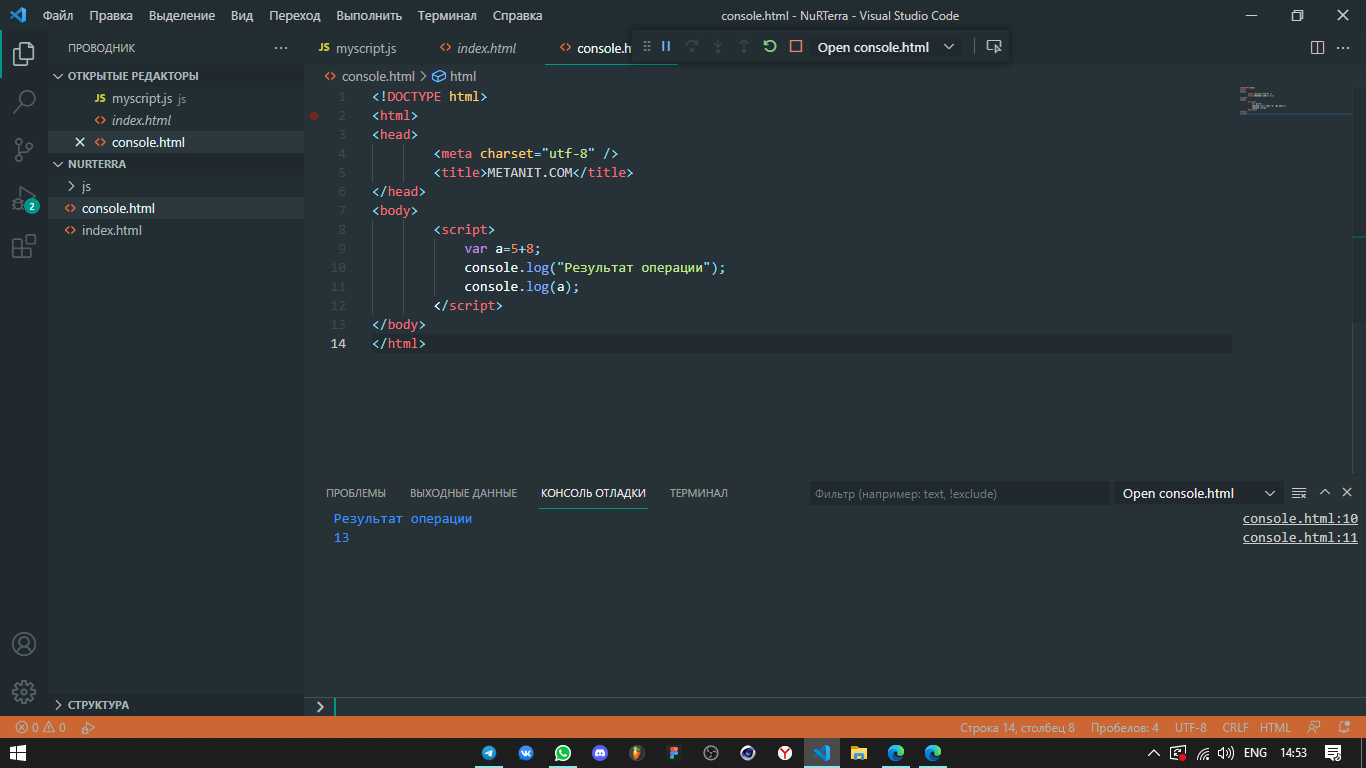 Файл Правка Выделение Вид Переход Выполнить Терминал Справка console.html - NuRTerra - Visual Studio Code
ПРОВОДНИК
JS myscript.js index.html console.h Open console.html
ОТКРЫТЫЕ РЕДАКТОРЫ
JS myscript.js js
index.html
console.html
NURTERRA
js
console.html
index.html
СТРУКТУРА
2
console.html > html
1 <!DOCTYPE html>
2 <html>
3 <head>
4 <meta charset="utf-8" />
5 <title>METANIT.COM</title>
6 </head>
7 <body>
8 <script>
9 var a=5+8;
10 console.log("Результат операции");
11 console.log(a);
12 </script>
13 </body>
14 </html>
ПРОБЛЕМЫ ВЫХОДНЫЕ ДАННЫЕ КОНСОЛЬ ОТЛАДКИ ТЕРМИНАЛ Фильтр (например: text, !exclude) Open console.html
Результат операции console.html:10
13 console.html:11
0 0 Строка 14, столбец 8 Пробелов: 4 UTF-8 CRLF HTML
ENG 14:53